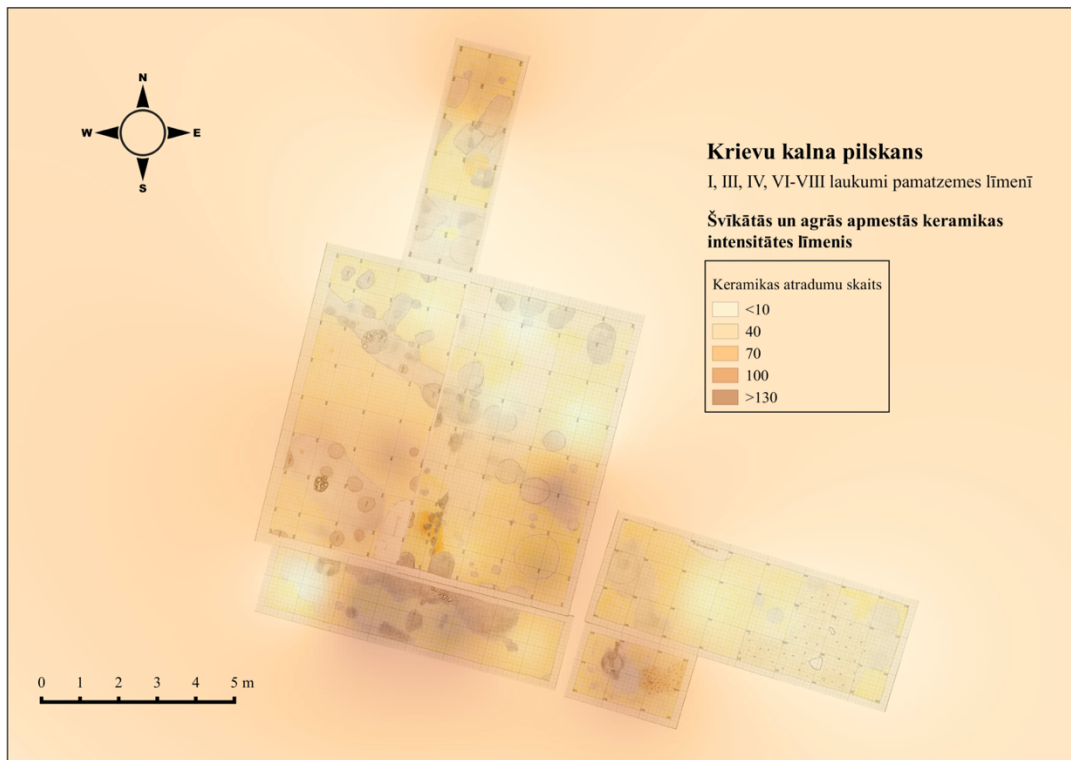 N
W
E
S
Krievu kalna pilskans
I, III, IV, VI-VIII laukumi pamatzemes līmenī
Švīkātās un agrās apmestās keramikas
intensitātes līmenis
Keramikas atradumu skaits
<10
40
70
100
>130
0 1 2 3 4 5 m